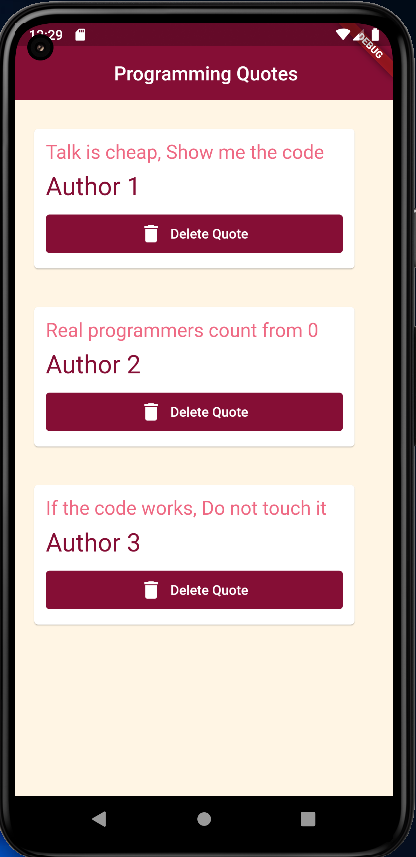 12:29
DEBUG
Programming Quotes
Talk is cheap, Show me the code
Author 1
Delete Quote
Real programmers count from 0
Author 2
Delete Quote
If the code works, Do not touch it
Author 3
Delete Quote